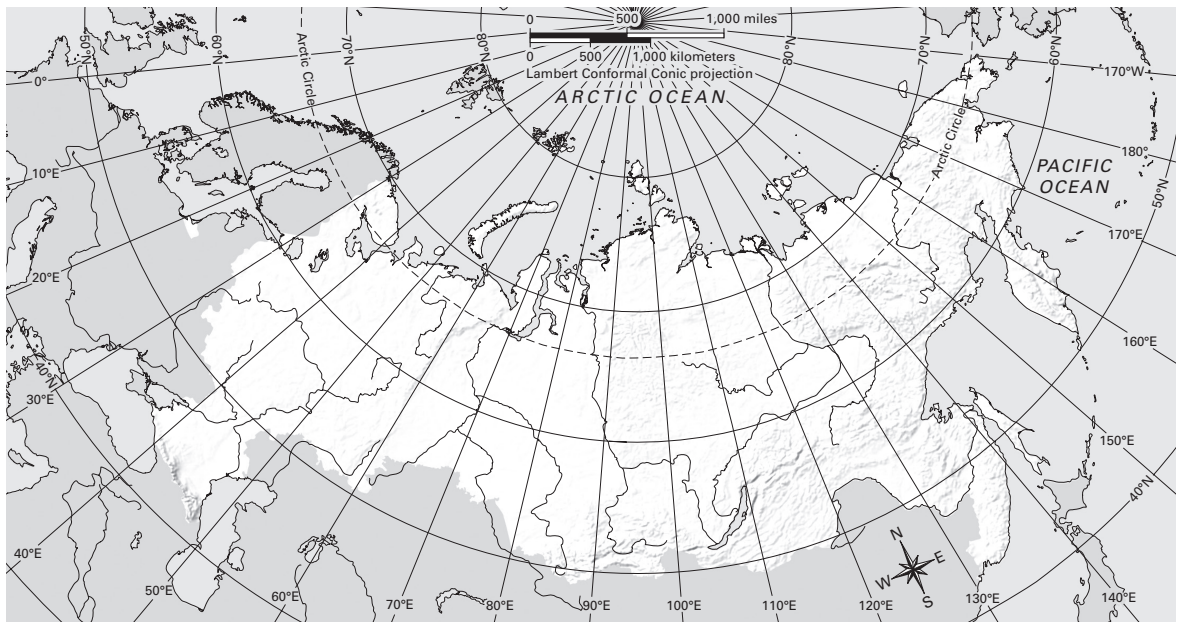 0 500 1,000 miles
0 500 1,000 kilometers
Lambert Conformal Conic projection
ARCTIC OCEAN
PACIFIC
OCEAN
50°N
60°N
Arctic Circle
70°N
80°N
80°N
70°N
60°N
0°
170°W
Arctic Circle
180°
10°E
50°N
170°E
20°E
160°E
40°N
30°E
150°E
40°N
40°E
50°E
60°E
70°E
80°E
90°E
100°E
110°E
120°E
130°E
140°E
N
E
W
S